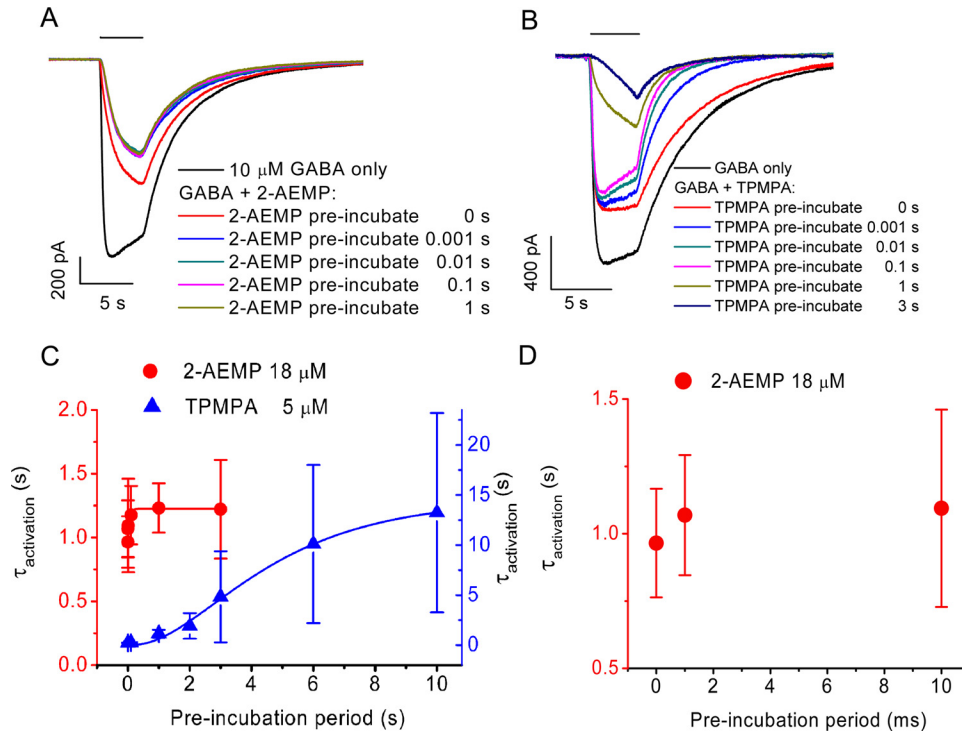 A
10 μM GABA only
GABA + 2-AEMP:
2-AEMP pre-incubate 0 s
2-AEMP pre-incubate 0.001 s
2-AEMP pre-incubate 0.01 s
2-AEMP pre-incubate 0.1 s
2-AEMP pre-incubate 1 s
200 pA
5 s
B
GABA only
GABA + TPMPA:
TPMPA pre-incubate 0 s
TPMPA pre-incubate 0.001 s
TPMPA pre-incubate 0.01 s
TPMPA pre-incubate 0.1 s
TPMPA pre-incubate 1 s
TPMPA pre-incubate 3 s
400 pA
5 s
C
2-AEMP 18 μM
TPMPA 5 μM
τactivation (s)
2.0
1.5
1.0
0.5
0.0
20
15
10
5
0
τactivation (s)
0 2 4 6 8 10
Pre-incubation period (s)
D
2-AEMP 18 μM
τactivation (s)
1.5
1.0
0.5
0 2 4 6 8 10
Pre-incubation period (ms)